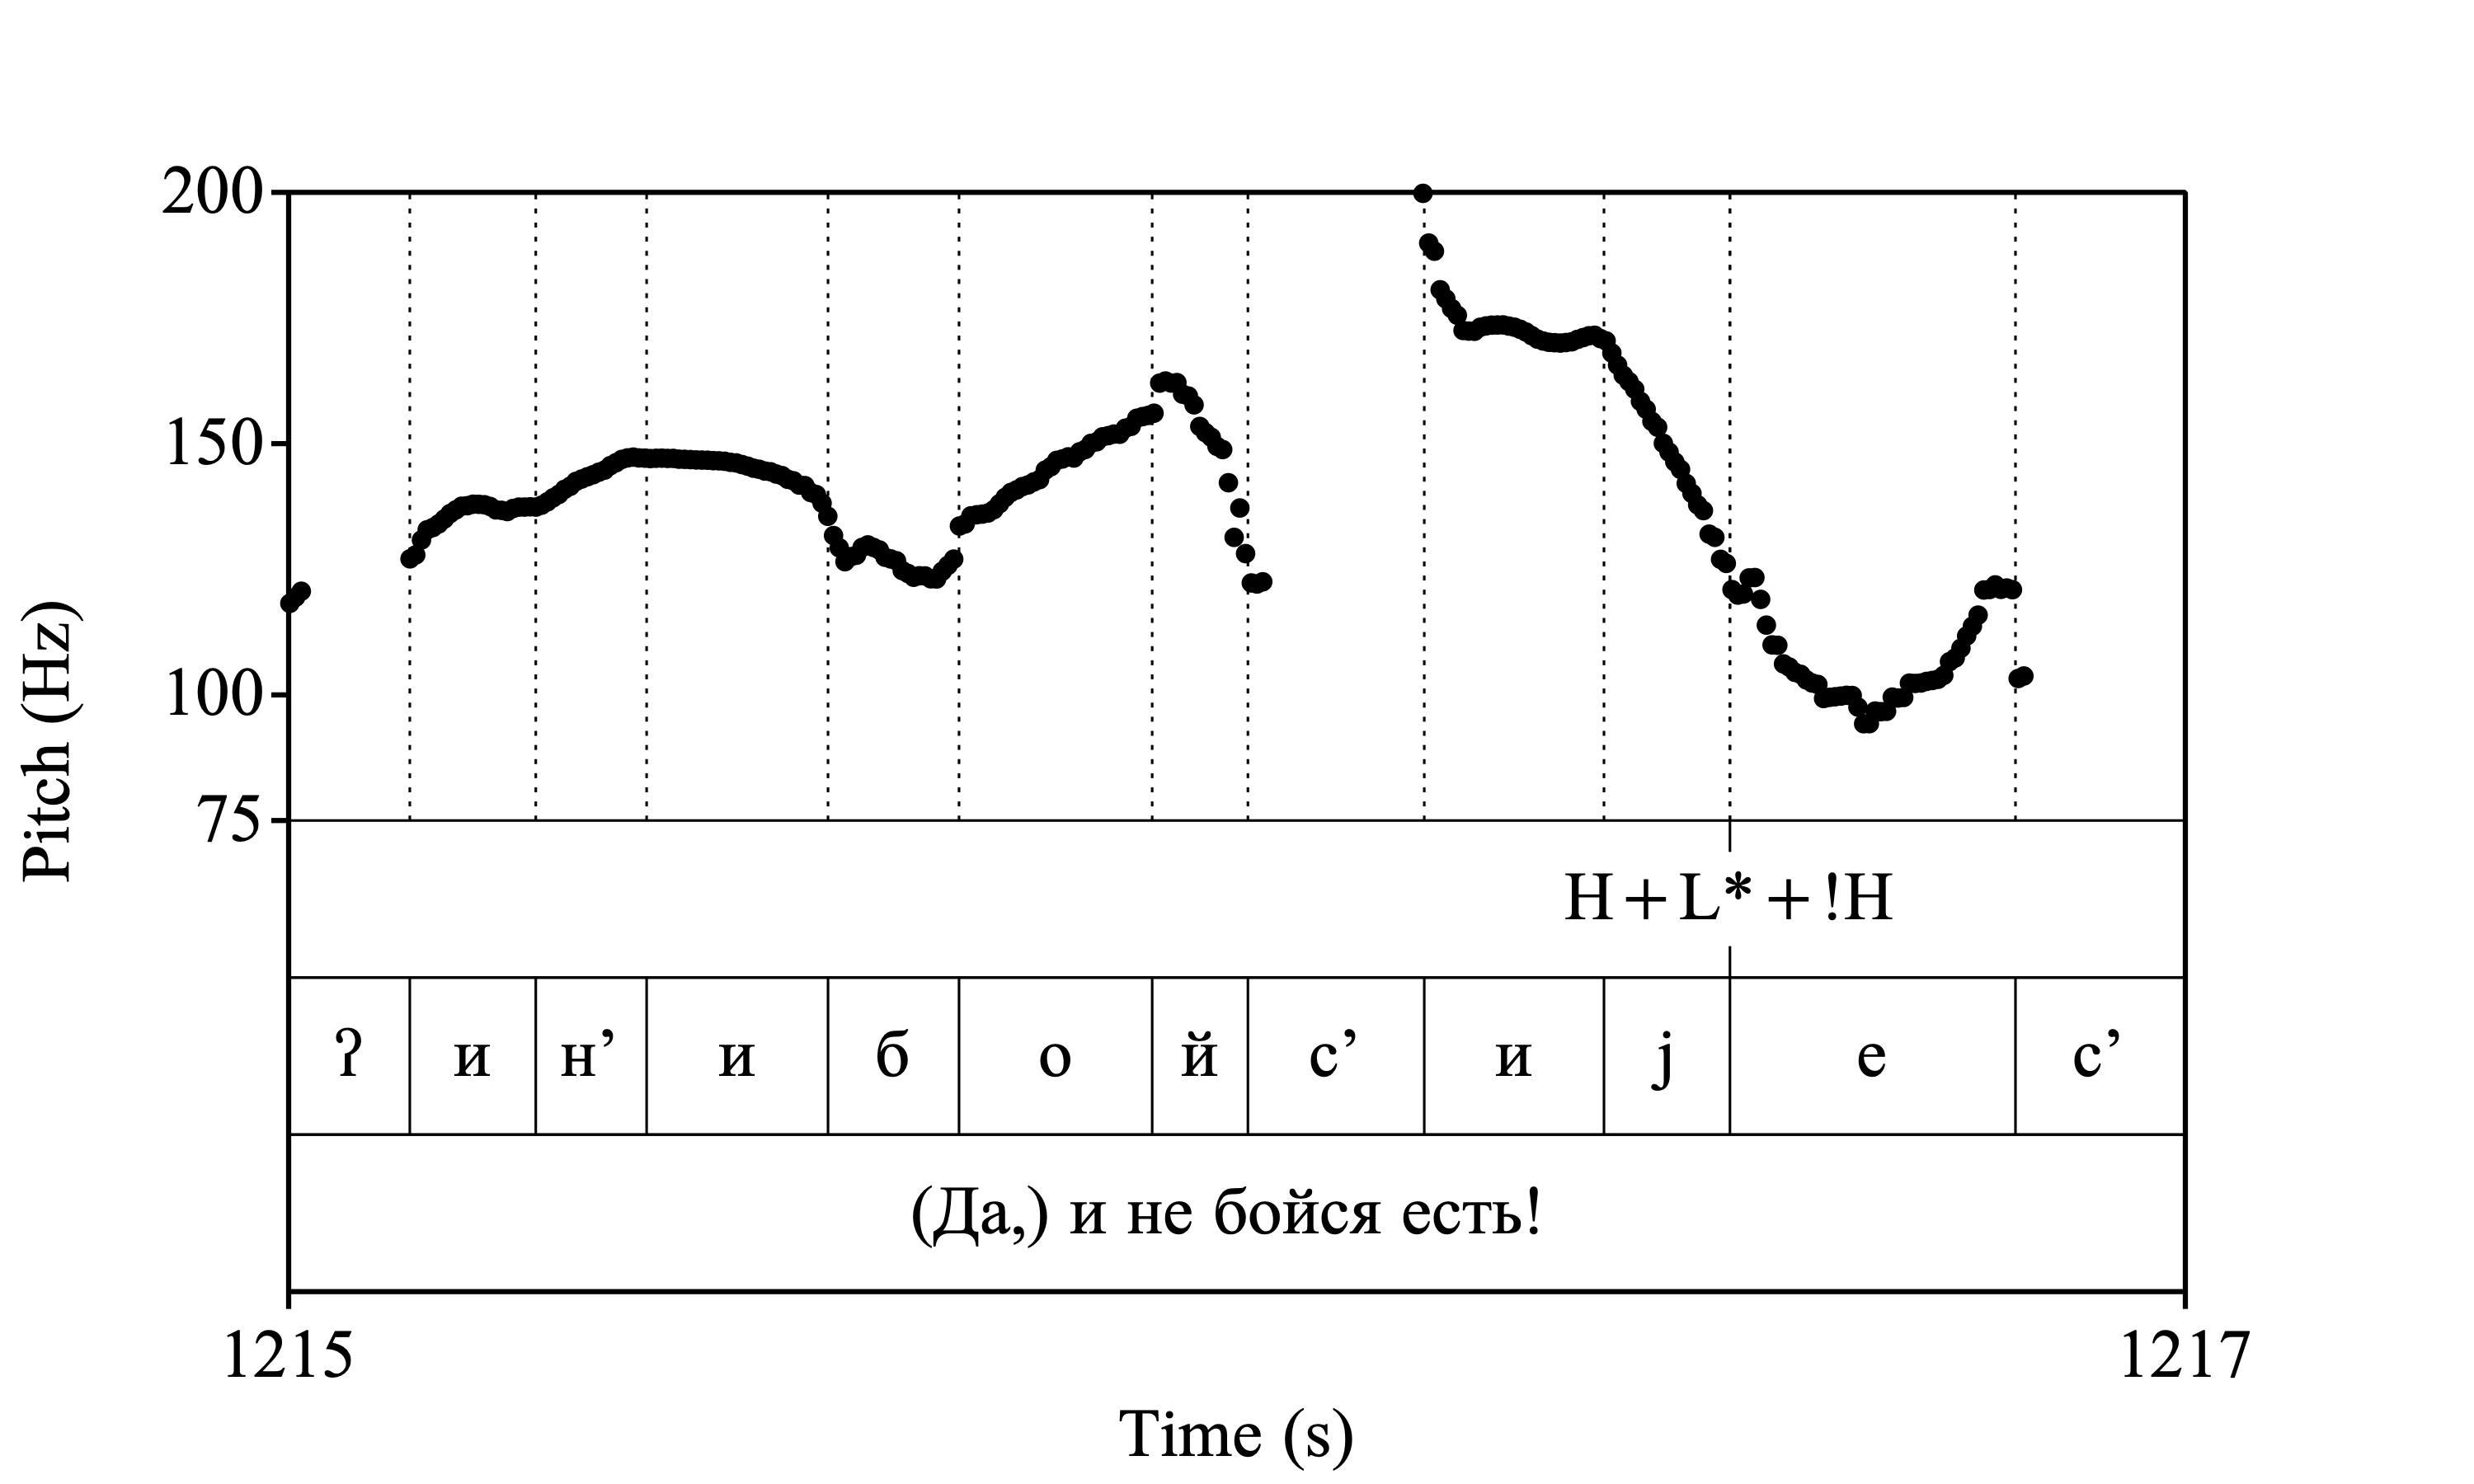 200
150
100
75
Pitch (Hz)
H+L*+!H
ʔ и н’ и б о й с’ и j е с’
(Да,) и не бойся есть!
1215 1217
Time (s)